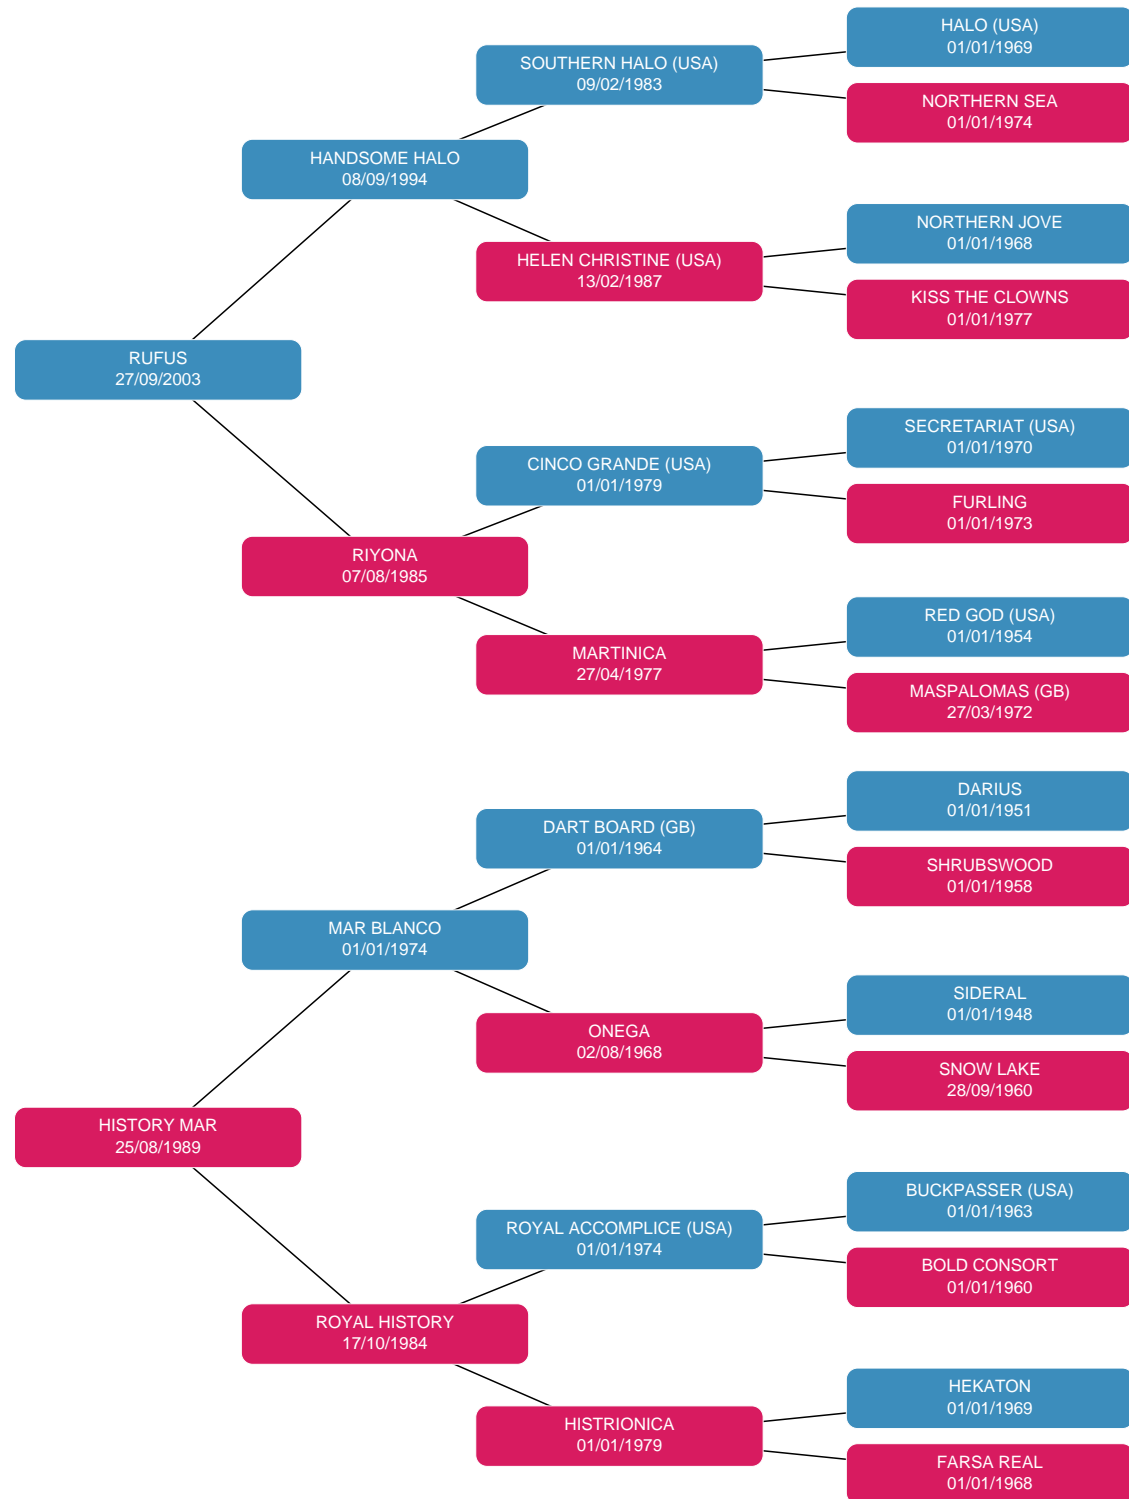 HALO (USA)
01/01/1969
SOUTHERN HALO (USA)
09/02/1983
NORTHERN SEA
01/01/1974
HANDSOME HALO
08/09/1994
NORTHERN JOVE
01/01/1968
HELEN CHRISTINE (USA)
13/02/1987
KISS THE CLOWNS
01/01/1977
RUFUS
27/09/2003
SECRETARIAT (USA)
01/01/1970
CINCO GRANDE (USA)
01/01/1979
FURLING
01/01/1973
RIYONA
07/08/1985
RED GOD (USA)
01/01/1954
MARTINICA
27/04/1977
MASPALOMAS (GB)
27/03/1972
DARIUS
01/01/1951
DART BOARD (GB)
01/01/1964
SHRUBSWOOD
01/01/1958
MAR BLANCO
01/01/1974
SIDERAL
01/01/1948
ONEGA
02/08/1968
SNOW LAKE
28/09/1960
HISTORY MAR
25/08/1989
BUCKPASSER (USA)
01/01/1963
ROYAL ACCOMPLICE (USA)
01/01/1974
BOLD CONSORT
01/01/1960
ROYAL HISTORY
17/10/1984
HEKATON
01/01/1969
HISTRIONICA
01/01/1979
FARSA REAL
01/01/1968